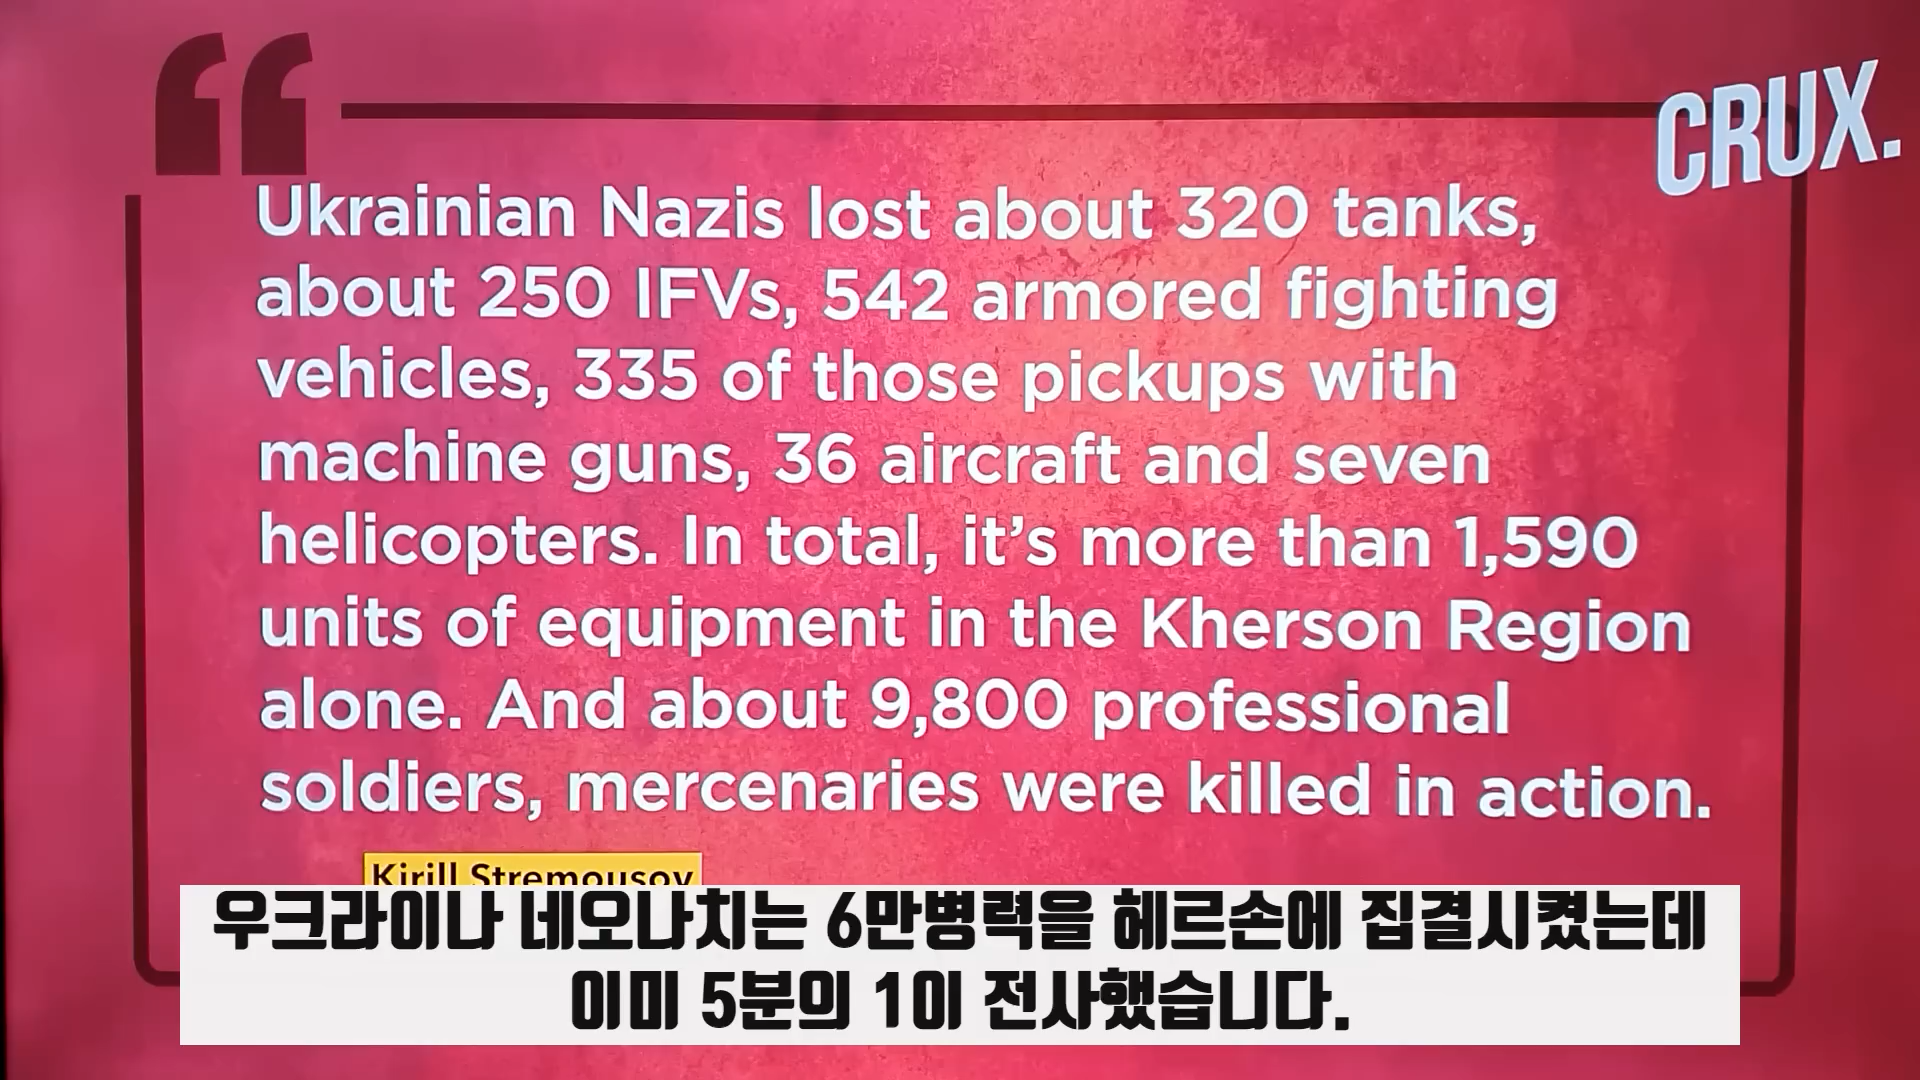 CRUX.
Ukrainian Nazis lost about 320 tanks,
about 250 IFVs, 542 armored fighting
vehicles, 335 of those pickups with
machine guns, 36 aircraft and seven
helicopters. In total, it's more than 1,590
units of equipment in the Kherson Region
alone. And about 9,800 professional
soldiers, mercenaries were killed in action.
Kirill Stremousov
우크라이나 네오나치는 6만병력을 헤르손에 집결시켰는데
이미 5분의 1이 전사했습니다.